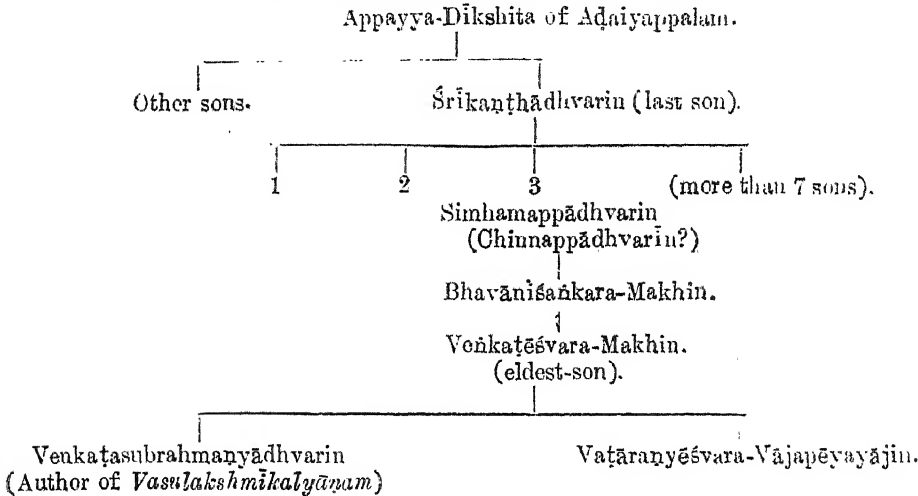 Appayya-Dīkshita of Aḍaiyappalam.
Other sons. Śrīkaṇṭhādhvarin (last son).
1 2 3 (more than 7 sons).
Simhamappādhvarin
(Chinnappādhvarin?)
Bhavāniśaṅkara-Makhin.
Veṅkaṭēśvara-Makhin.
(eldest-son).
Venkaṭasubrahmaṇyādhvarin Vaṭāraṇyēśvara-Vājapēyayājin.
(Author of Vasulakshmīkalyāṇam)